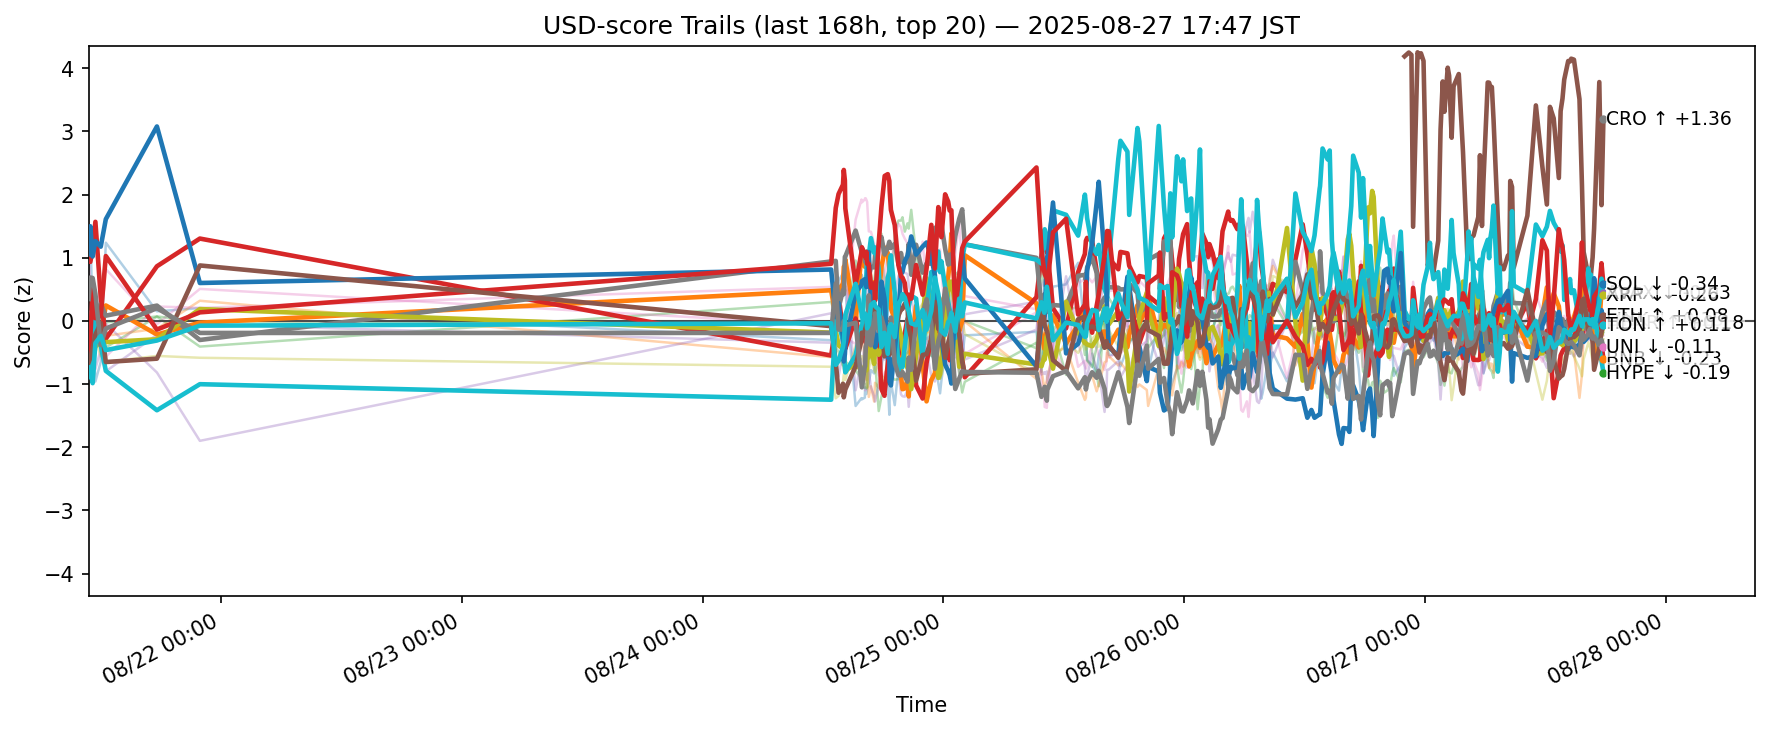 USD-score Trails (last 168h, top 20) — 2025-08-27 17:47 JST
Score (z)
4
3
2
1
0
−1
−2
−3
−4
CRO ↑ +1.36
SOL ↓ -0.34
ETH ↑
TON ↑
UNI ↓ -0.11
BNB ↓ -0.23
HYPE ↓ -0.19
08/22 00:00
08/23 00:00
08/24 00:00
08/25 00:00
08/26 00:00
08/27 00:00
08/28 00:00
Time